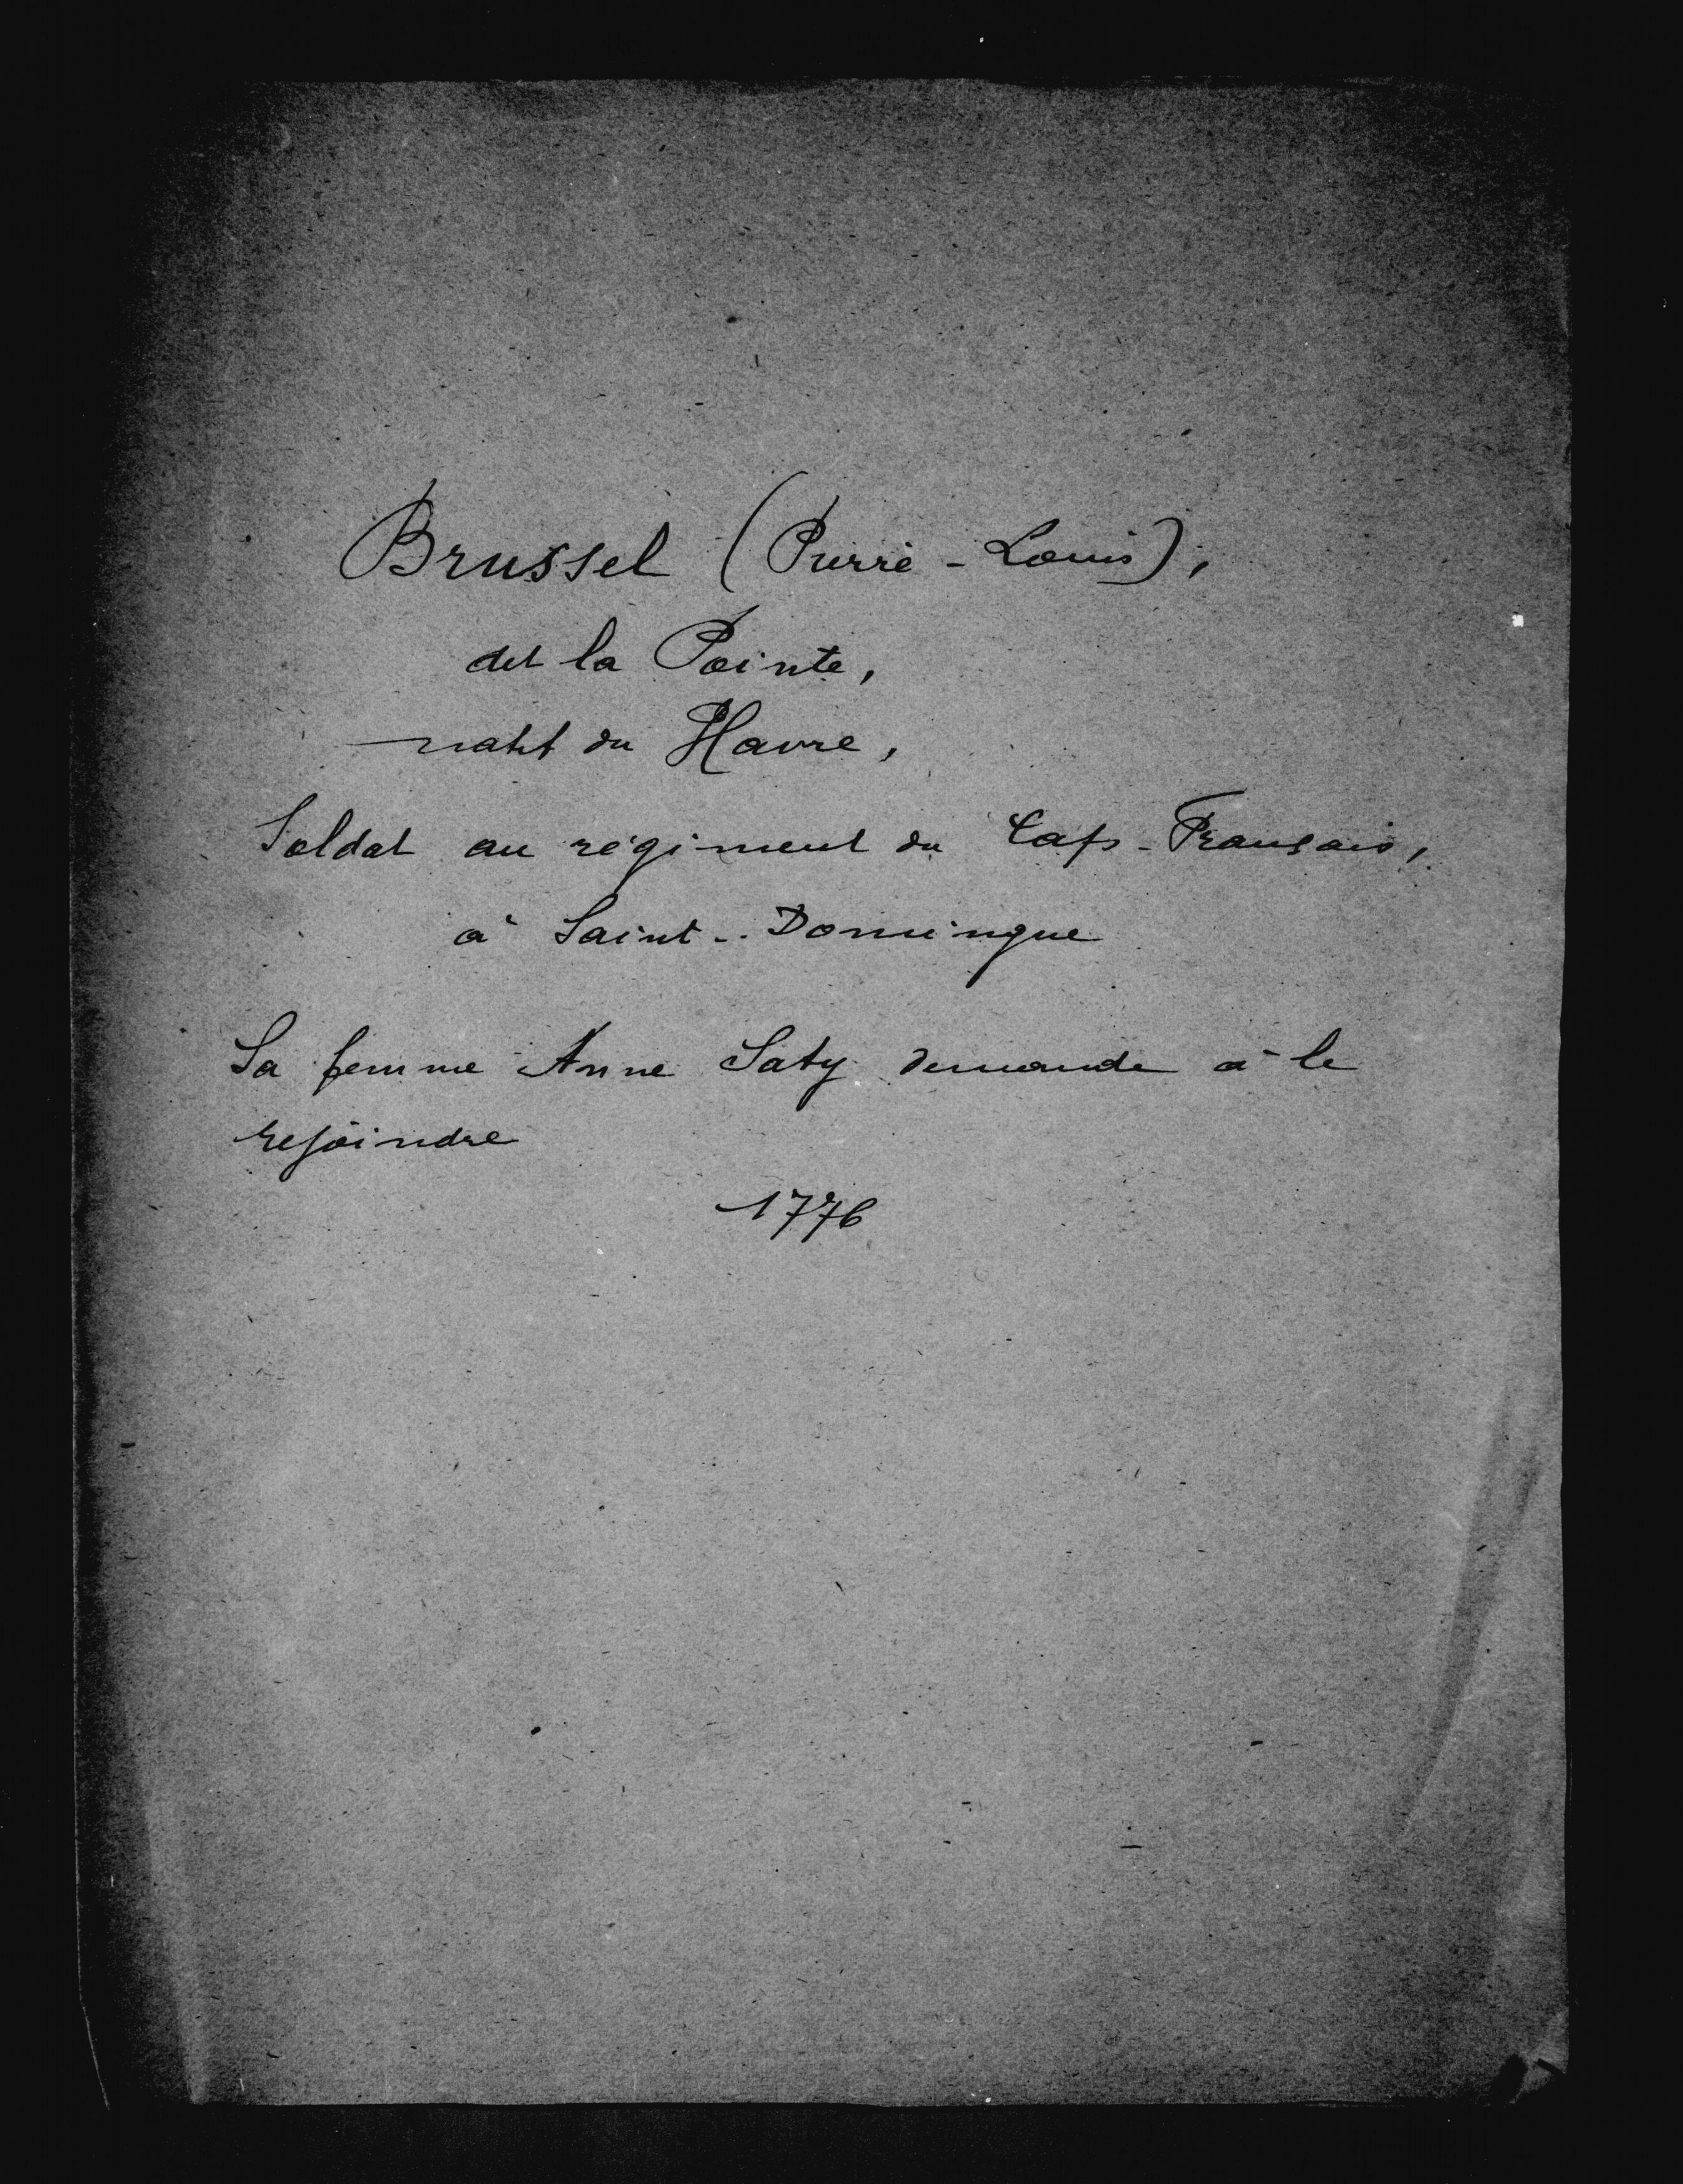 Brussel (Pierre-Louis),
dit la Pointe,
natif du Havre,
Soldat au régiment du Cap-Français,
à Saint-Domingue
Sa femme Anne Saty demande à le
rejoindre
1776